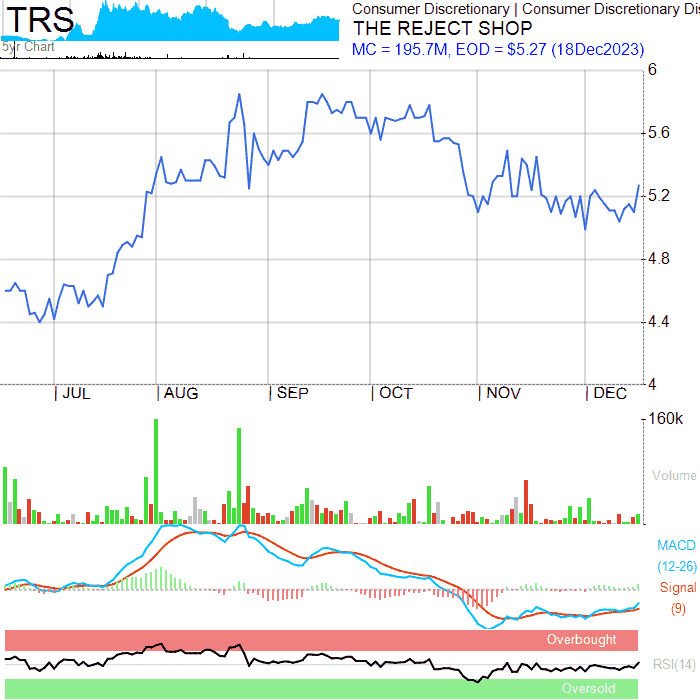 TRS
5yr Chart
Consumer Discretionary | Consumer Discretionary Dis
THE REJECT SHOP
MC = 195.7M, EOD = $5.27 (18Dec2023)
6
5.6
5.2
4.8
4.4
4
JUL AUG SEP OCT NOV DEC
160k
Volume
MACD
(12-26)
Signal
(9)
Overbought
RSI(14)
Oversold